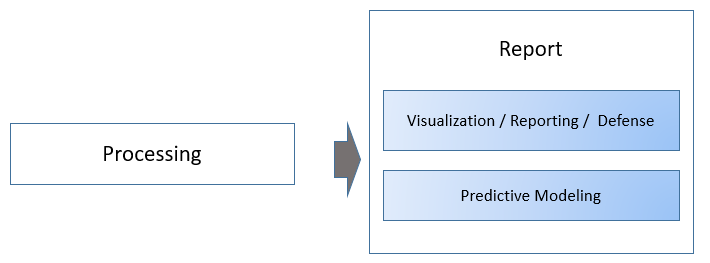 Report
Visualization / Reporting /  Defense
Processing
Predictive Modeling